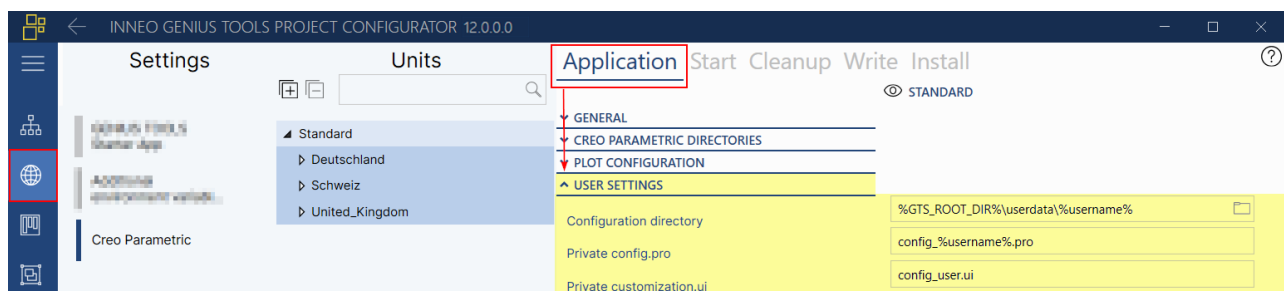 INNEO GENIUS TOOLS PROJECT CONFIGURATOR 12.0.0.0
Settings
Units
Application Start Cleanup Write Install
STANDARD
GENERAL
CREO PARAMETRIC DIRECTORIES
PLOT CONFIGURATION
USER SETTINGS
Standard
Deutschland
Schweiz
United_Kingdom
Creo Parametric
Configuration directory
%GTS_ROOT_DIR%\userdata\%username%
Private config.pro
config_%username%.pro
Private customization.ui
config_user.ui